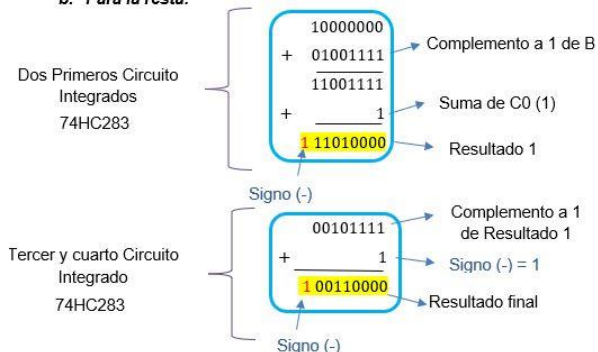 b. Para la resta:
10000000
+ 01001111
Complemento a 1 de B
11001111
+ 1
Suma de C0 (1)
1 11010000
Resultado 1
Signo (-)
Dos Primeros Circuito
Integrados
74HC283
00101111
Complemento a 1
de Resultado 1
+ 1
Signo (-) = 1
1 00110000
Resultado final
Signo (-)
Tercer y cuarto Circuito
Integrado
74HC283